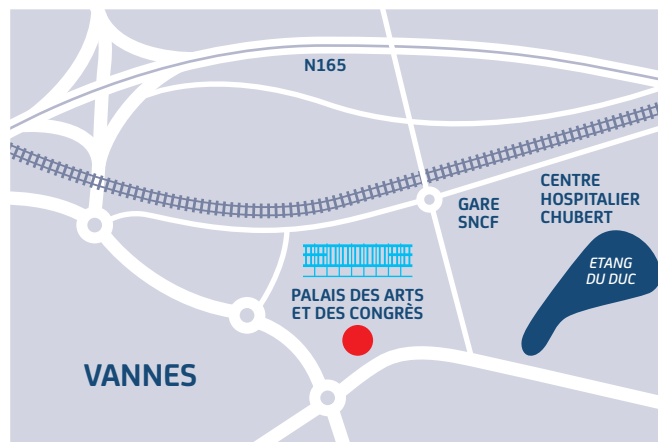 N165
GARE
SNCF
CENTRE
HOSPITALIER
CHUBERT
ETANG
DU DUC
PALAIS DES ARTS
ET DES CONGRÈS
VANNES